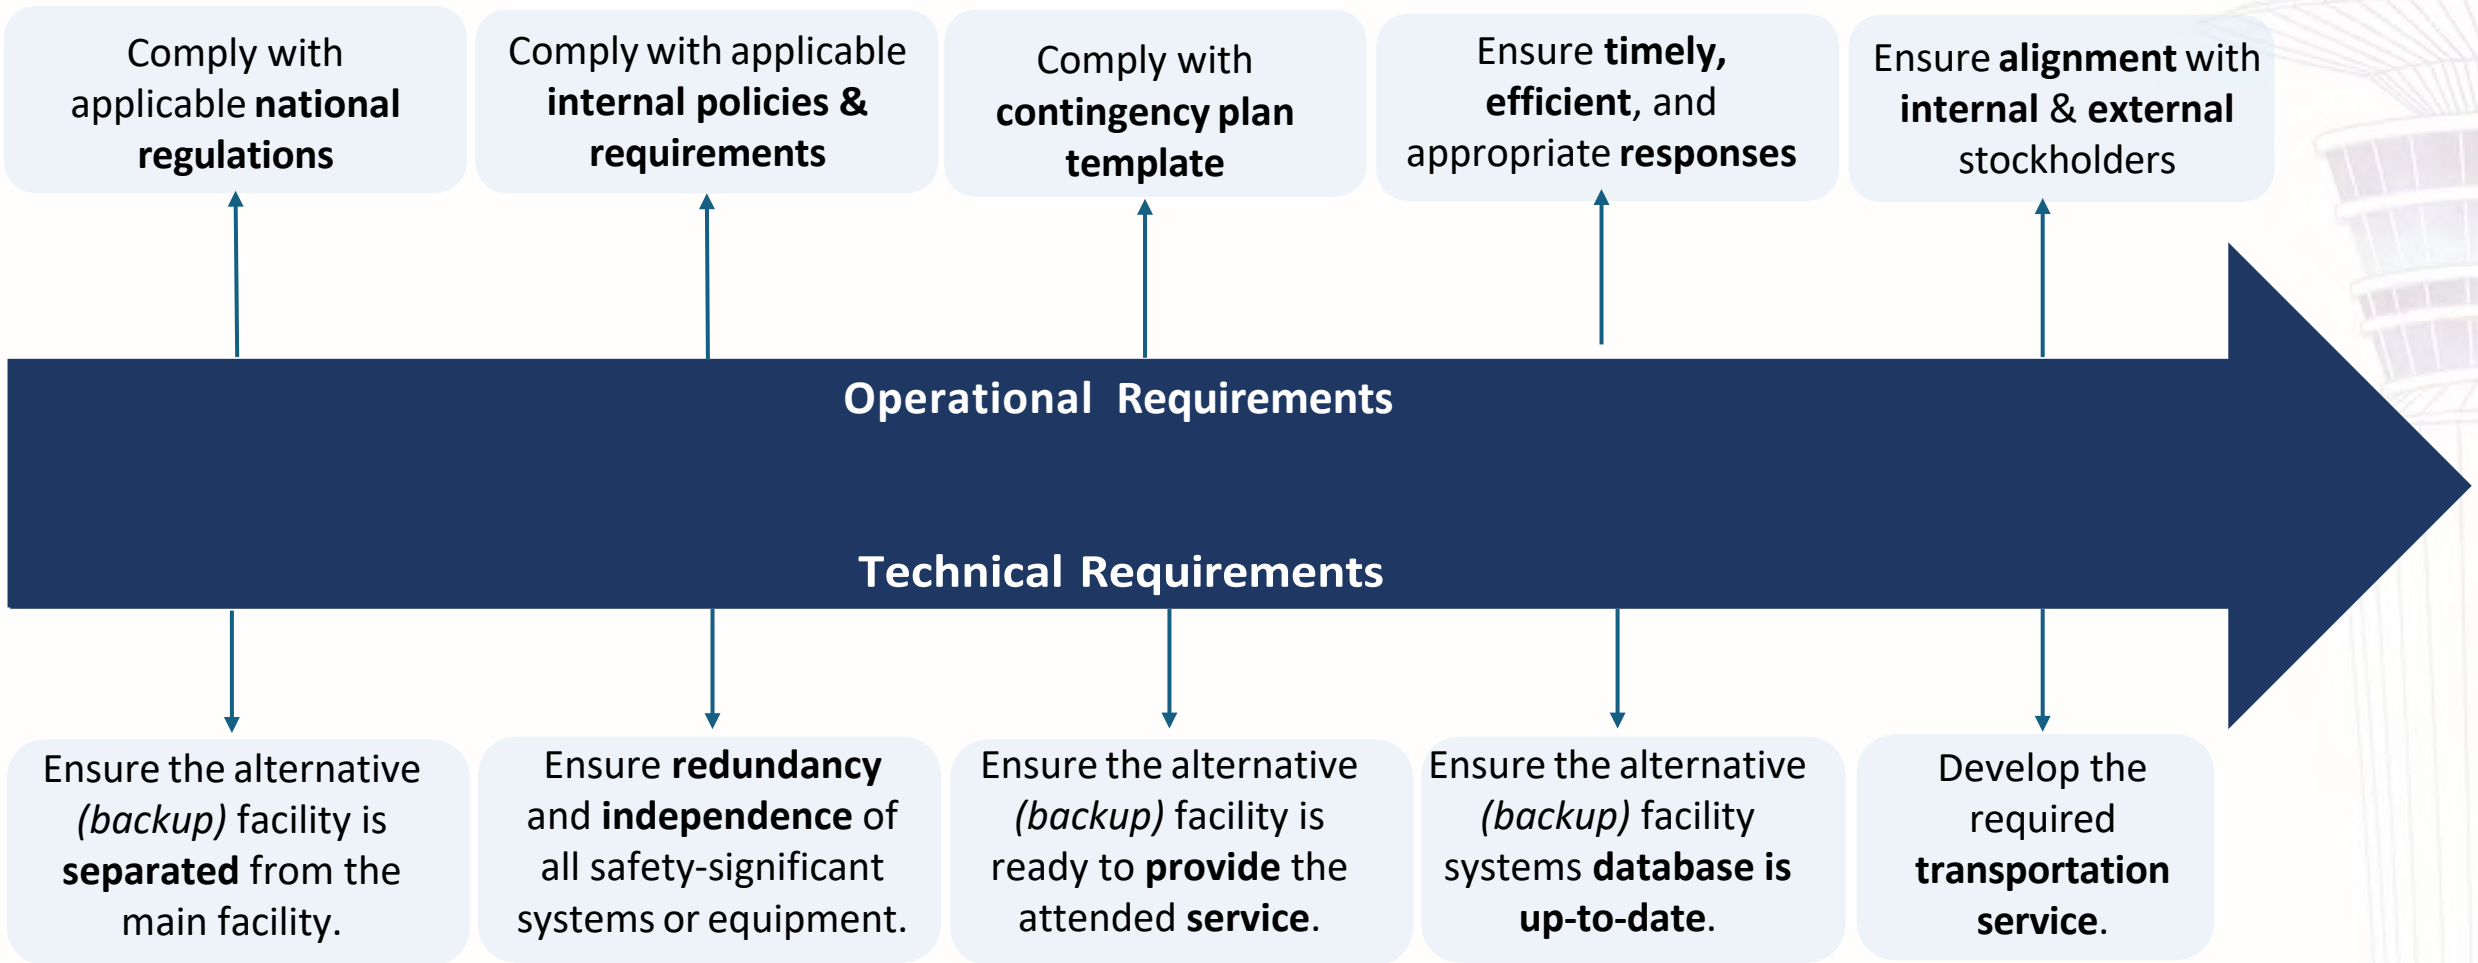 Comply with
applicable national
regulations
Comply with applicable
internal policies &
requirements
Comply with
contingency plan
template
Ensure timely,
efficient, and
appropriate responses
Ensure alignment with
internal & external
stockholders
Operational Requirements
Technical Requirements
Ensure the alternative
(backup) facility is
separated from the
main facility.
Ensure redundancy
and independence of
all safety-significant
systems or equipment.
Ensure the alternative
(backup) facility is
ready to provide the
attended service.
Ensure the alternative
(backup) facility
systems database is
up-to-date.
Develop the
required
transportation
service.